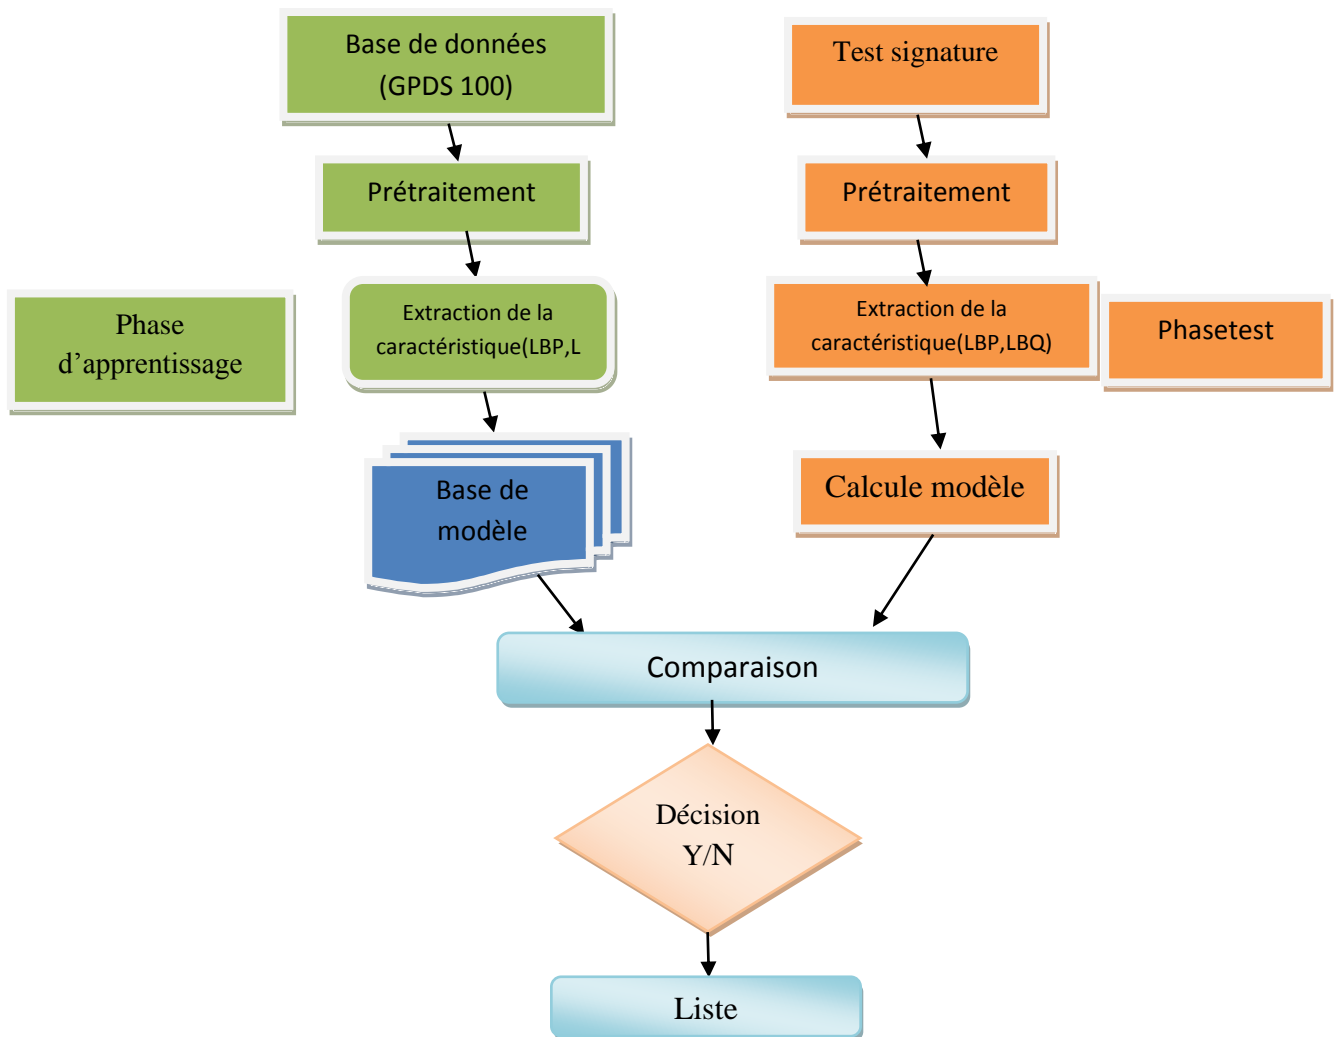 Base de données
(GPDS 100)
Test signature
Prétraitement
Prétraitement
Phase
d’apprentissage
Extraction de la
caractéristique(LBP,L
Extraction de la
caractéristique(LBP,LBQ)
Phasetest
Base de
modèle
Calcule modèle
Comparaison
Décision
Y/N
Liste